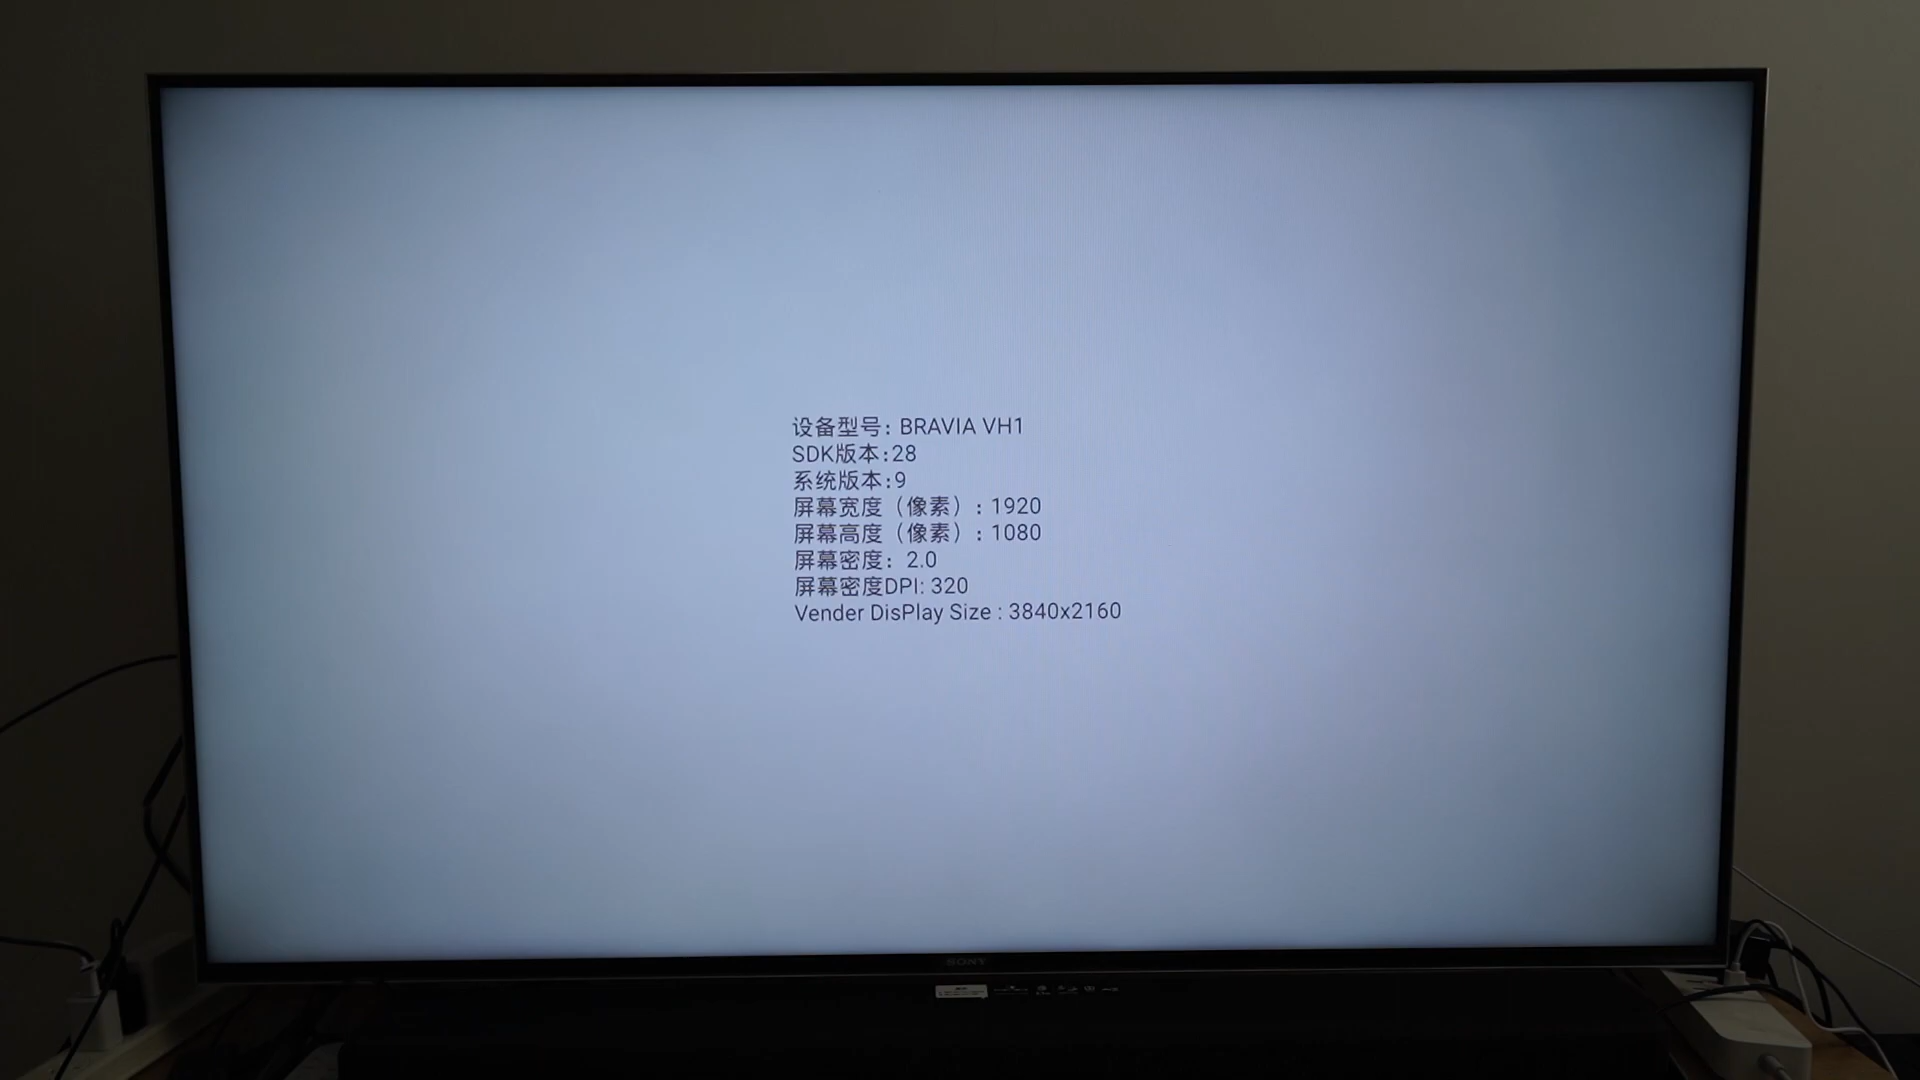 设备型号: BRAVIA VH1
SDK版本:28
系统版本:9
屏幕宽度（像素）: 1920
屏幕高度（像素）: 1080
屏幕密度: 2.0
屏幕密度DPI: 320
Vender DisPlay Size : 3840x2160
SONY